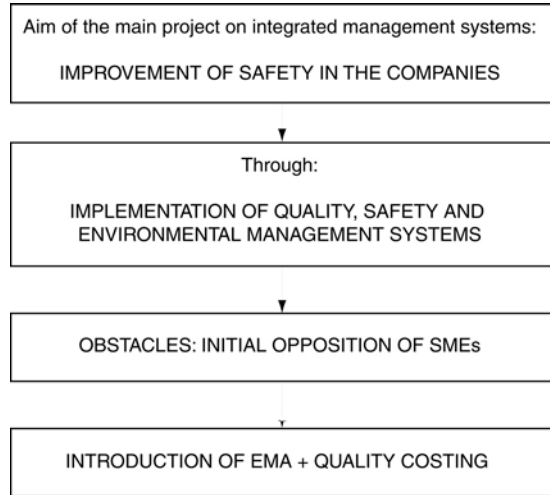 Aim of the main project on integrated management systems:
IMPROVEMENT OF SAFETY IN THE COMPANIES
Through:
IMPLEMENTATION OF QUALITY, SAFETY AND
ENVIRONMENTAL MANAGEMENT SYSTEMS
OBSTACLES: INITIAL OPPOSITION OF SMEs
INTRODUCTION OF EMA + QUALITY COSTING